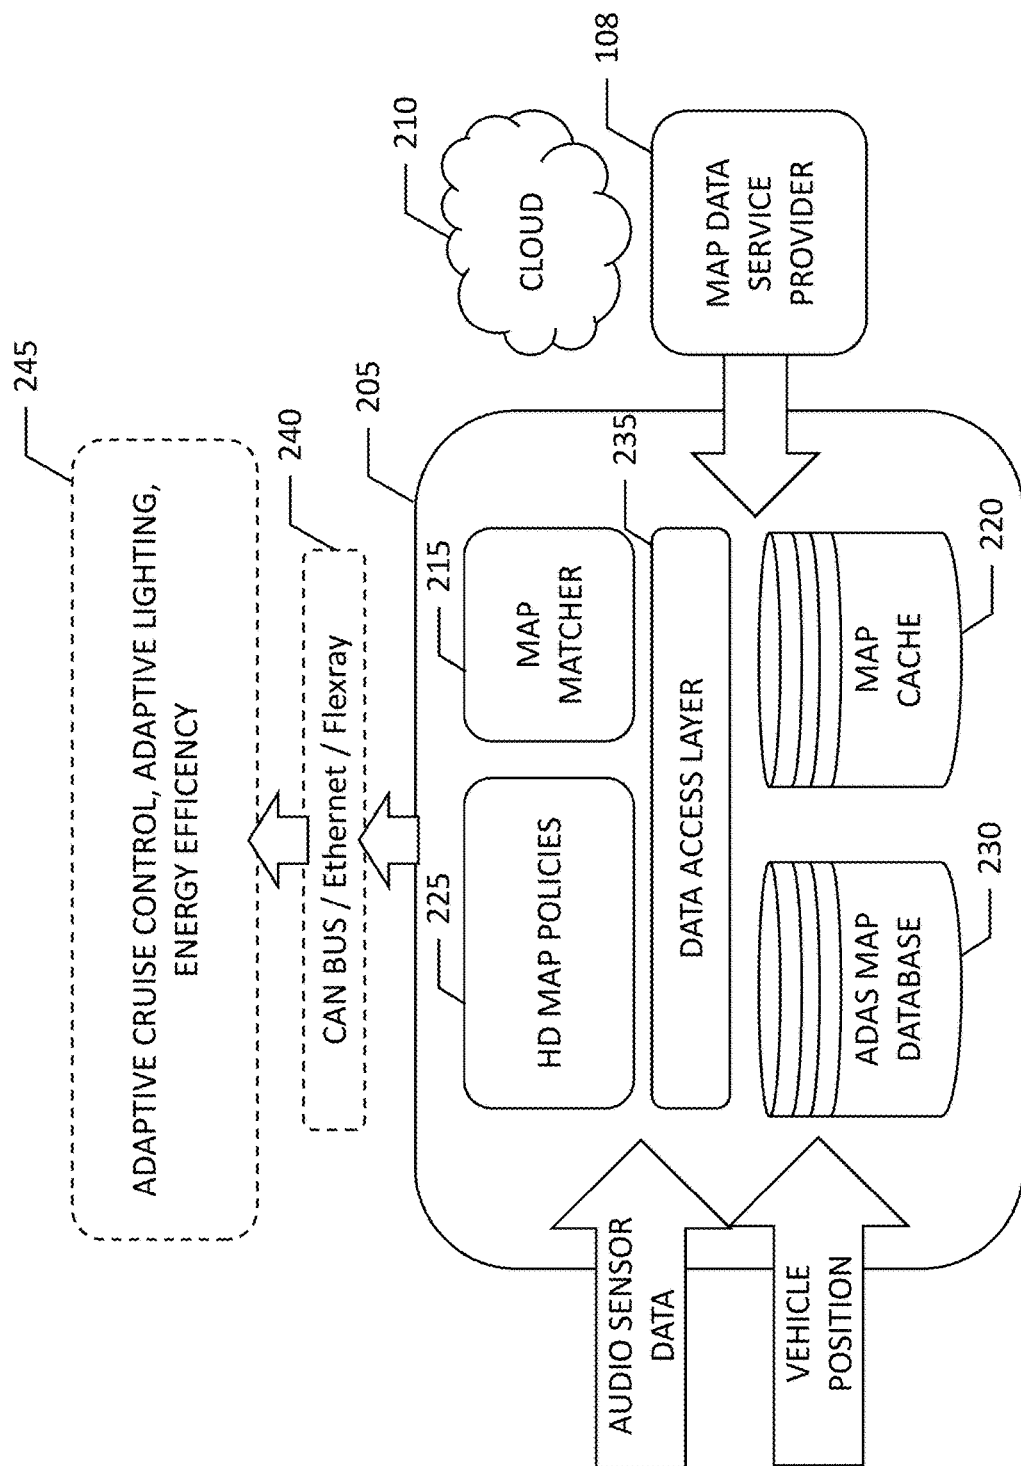 245
ADAPTIVE CRUISE CONTROL, ADAPTIVE LIGHTING,
ENERGY EFFICENCY
240
CAN BUS / Ethernet / Flexray
205
210
CLOUD
225
HD MAP POLICIES
215
MAP
MATCHER
108
MAP DATA
SERVICE
PROVIDER
235
DATA ACCESS LAYER
AUDIO SENSOR
DATA
VEHICLE
POSITION
ADAS MAP
DATABASE
230
MAP
CACHE
220